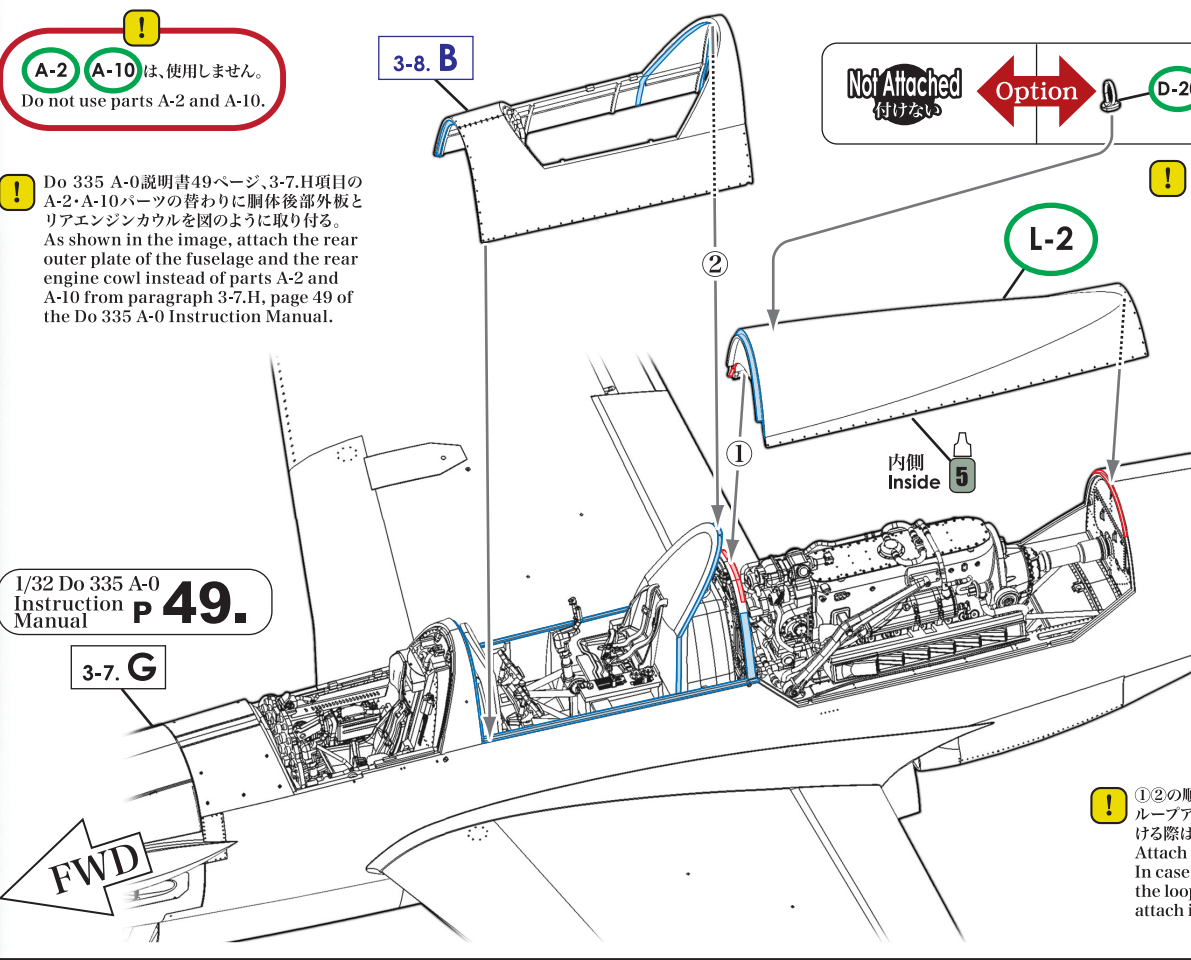 !
A-2 A-10 は、使用しません。
Do not use parts A-2 and A-10.
3-8. B
Not Attached
付けない
Option
!
Do 335 A-0説明書49ページ、3-7.H項目の
A-2・A-10パーツの替わりに胴体後部外板と
リアエンジンカウルを図のように取り付る。
As shown in the image, attach the rear
outer plate of the fuselage and the rear
engine cowl instead of parts A-2 and
A-10 from paragraph 3-7.H, page 49 of
the Do 335 A-0 Instruction Manual.
!
L-2
②
①
内側
Inside 5
1/32 Do 335 A-0
Instruction
Manual P 49.
3-7. G
FWD
!
①②の
ループア
ける際は
Attach
In case
the loop
attach